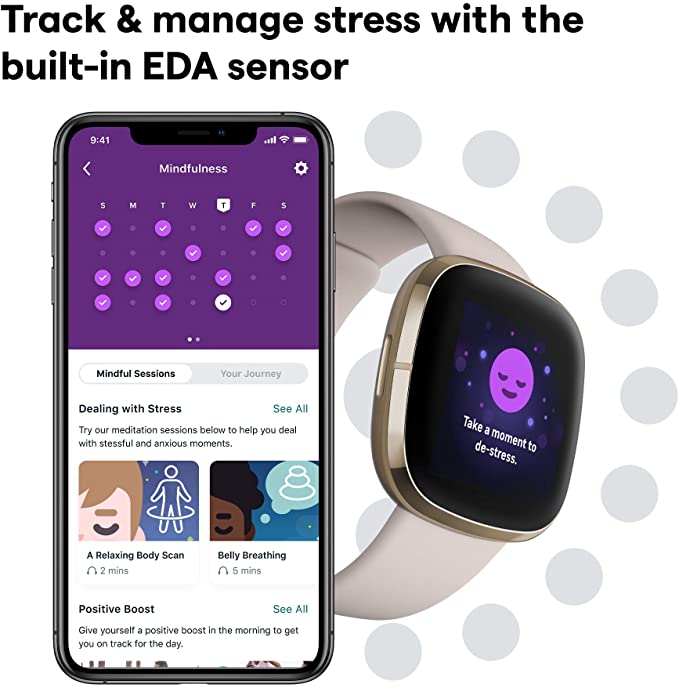 Track & manage stress with the
built-in EDA sensor
9:41
Mindfulness
S M T W T F S
Mindful Sessions Your Journey
Dealing with Stress See All
Try our meditation sessions below to help you deal
with stessful and anxious moments.
A Relaxing Body Scan Belly Breathing
2 mins 5 mins
Positive Boost See All
Give yourself a positive boost in the morning to get
you on track for the day.
Take a moment to
de-stress.